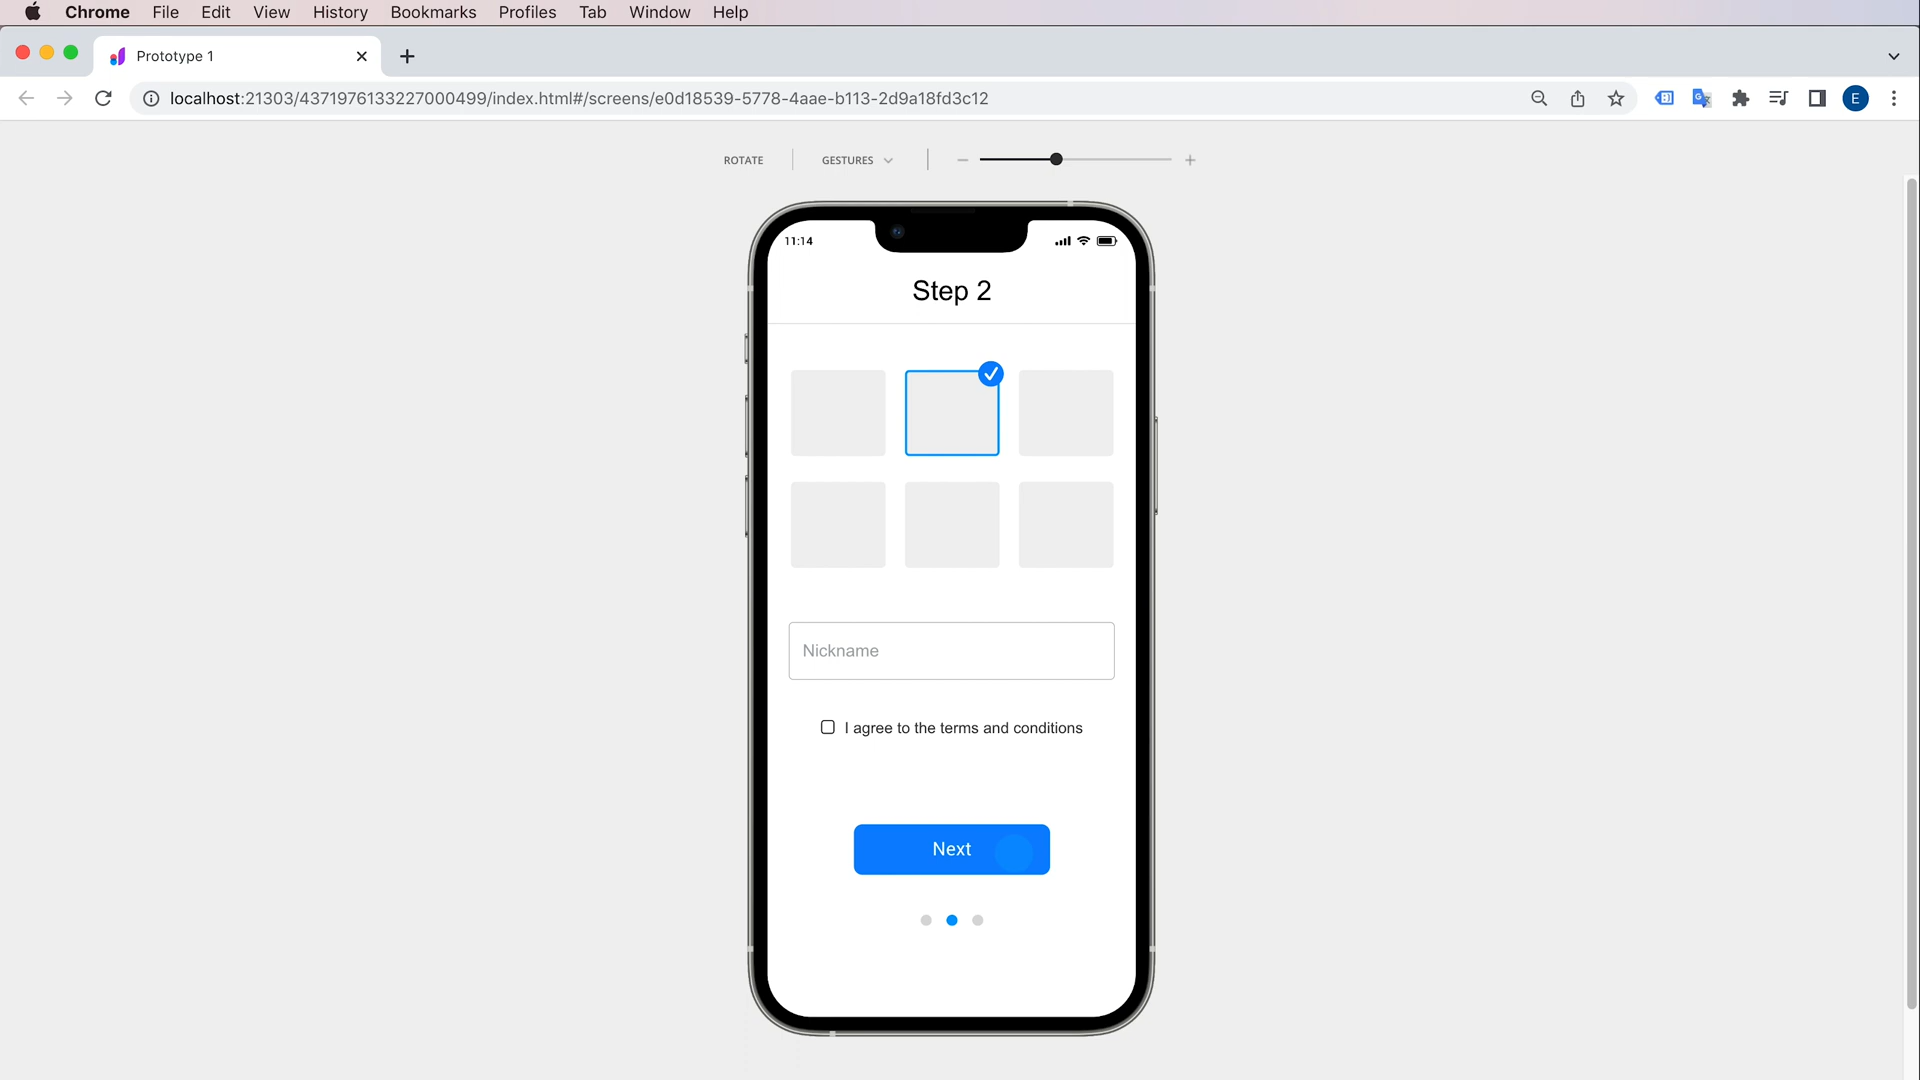 Chrome File Edit View History Bookmarks Profiles Tab Window Help
Prototype 1
localhost:21303/4371976133227000499/index.html#/screens/e0d18539-5778-4aae-b113-2d9a18fd3c12
E
ROTATE GESTURES
11:14
Step 2
Nickname
I agree to the terms and conditions
Next